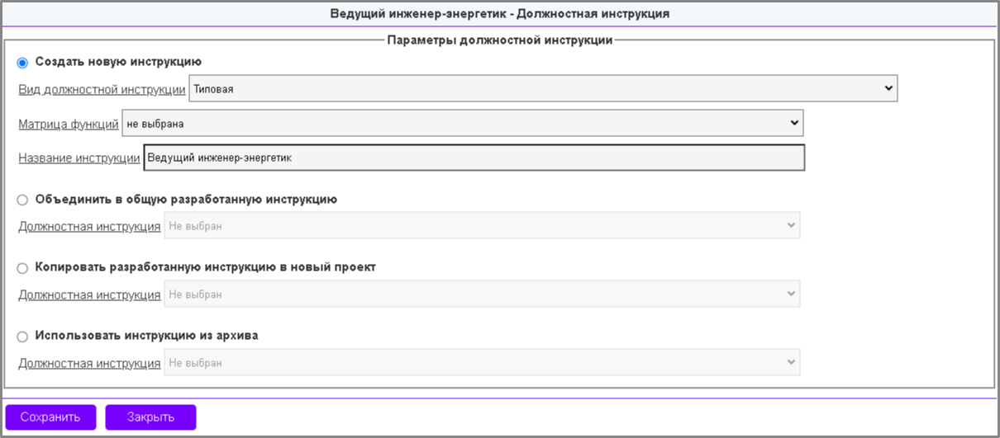 Ведущий инженер-энергетик - Должностная инструкция
Параметры должностной инструкции
Создать новую инструкцию
Вид должностной инструкции Типовая
Матрица функций не выбрана
Название инструкции Ведущий инженер-энергетик
Объединить в общую разработанную инструкцию
Должностная инструкция Не выбран
Копировать разработанную инструкцию в новый проект
Должностная инструкция Не выбран
Использовать инструкцию из архива
Должностная инструкция Не выбран
Сохранить Закрыть